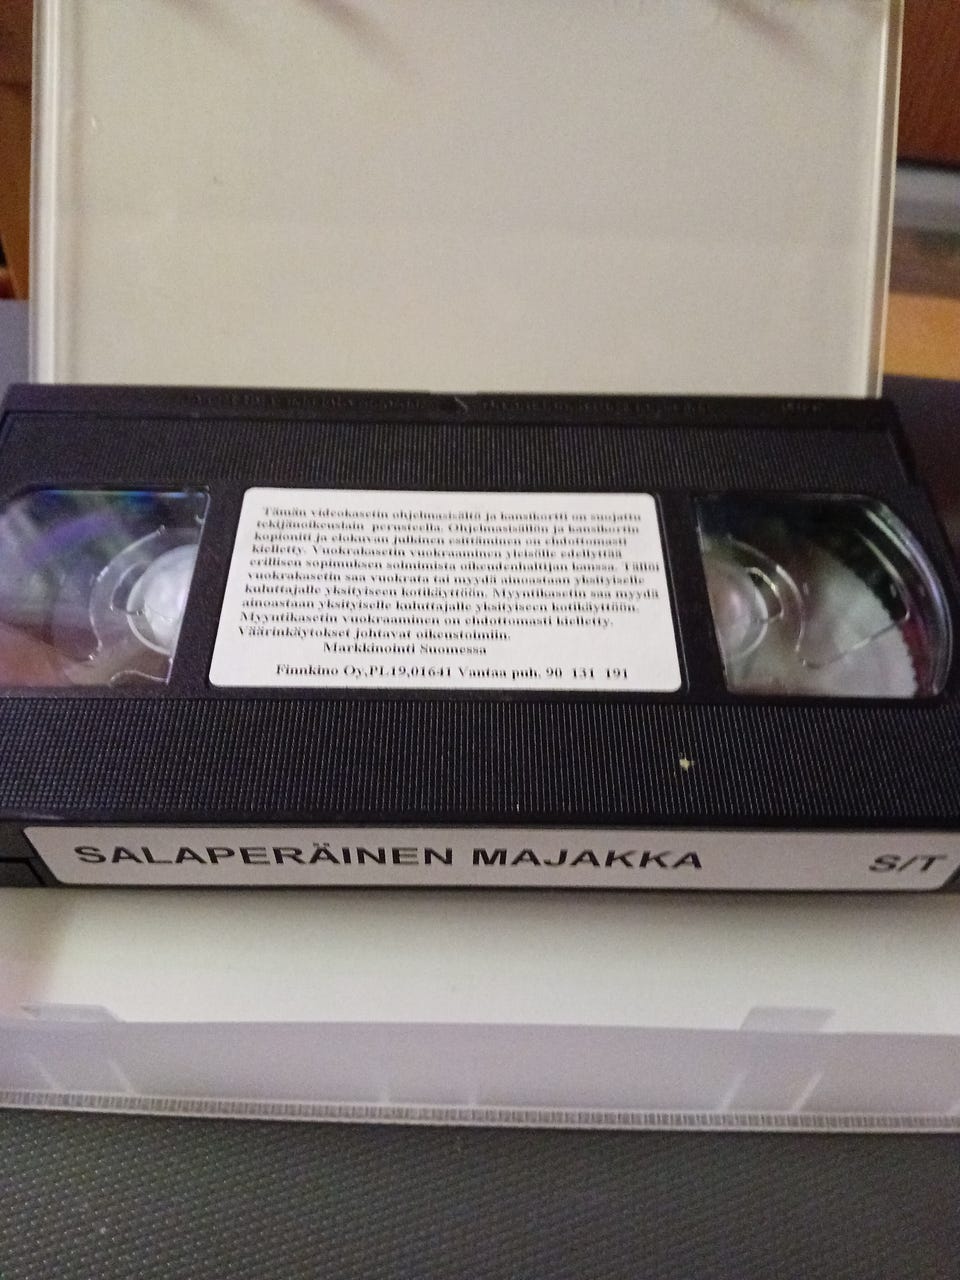 Tämän videokasetin ohjelmasisältö ja kansikortti on suojattu
tekijänoikeuslain perusteella. Ohjelmasisällön ja kansikortin
kopiointi ja elokuvan julkinen esittäminen on ehdottomasti
kielletty. Vuokrakasetin vuokraaminen yleisölle edellyttää
erillisen sopimuksen solmimista oikeudenhaltijan kanssa. Tällöi
vuokrakasetin saa vuokrata tai myydä ainoastaan yksityiselle
kuluttajalle yksityiseen kotikäyttöön. Myyntikasetin saa myydä
ainoastaan yksityiselle kuluttajalle yksityiseen kotikäyttöön.
Myyntikasetin vuokraaminen on ehdottomasti kielletty.
Väärinkäytökset johtavat oikeustoimiin.
Markkinointi Suomessa
Finnkino Oy,PL19,01641 Vantaa puh. 90 131 491
SALAPERÄINEN MAJAKKA S/T